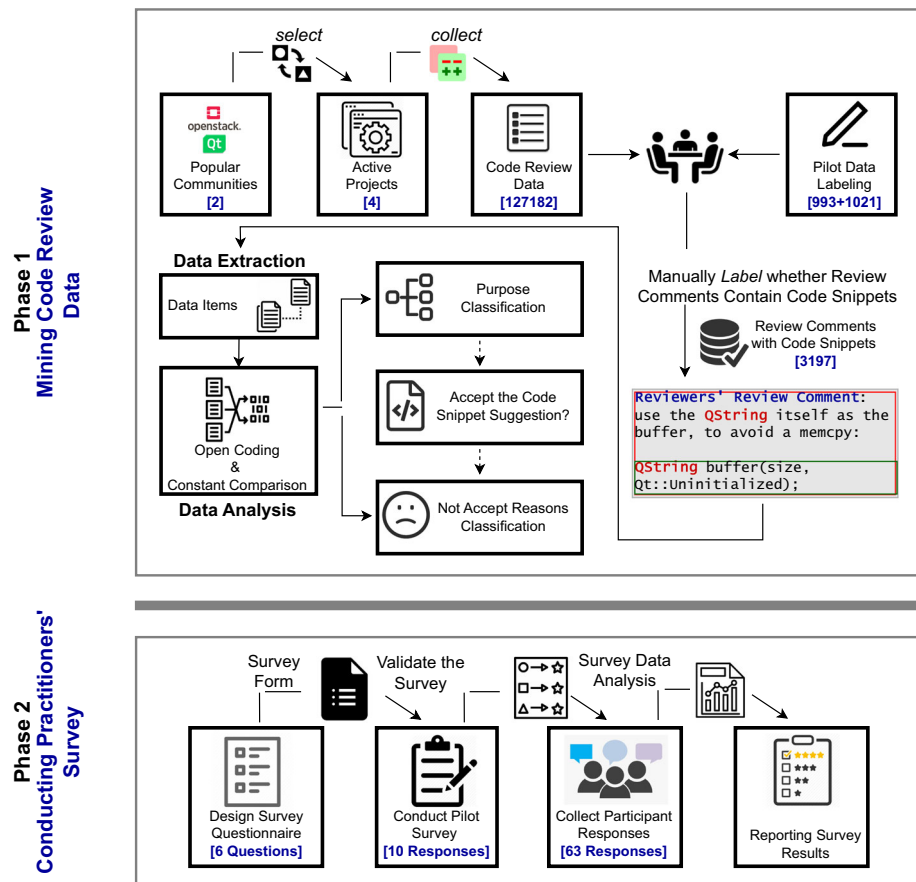 Phase 1
Mining Code Review
Data
select
collect
openstack.
Qt
Popular
Communities
[2]
Active
Projects
[4]
Code Review
Data
[127182]
Pilot Data
Labeling
[993+1021]
Manually Label whether Review
Comments Contain Code Snippets
Review Comments
with Code Snippets
[3197]
Reviewers' Review Comment:
use the QString itself as the
buffer, to avoid a memcpy:
QString buffer(size,
Qt::Uninitialized);
Data Extraction
Data Items
Open Coding
&
Constant Comparison
Data Analysis
Purpose
Classification
Accept the Code
Snippet Suggestion?
Not Accept Reasons
Classification
Phase 2
Conducting Practitioners'
Survey
Survey
Form
Validate the
Survey
Survey Data
Analysis
Design Survey
Questionnaire
[6 Questions]
Conduct Pilot
Survey
[10 Responses]
Collect Participant
Responses
[63 Responses]
Reporting Survey
Results